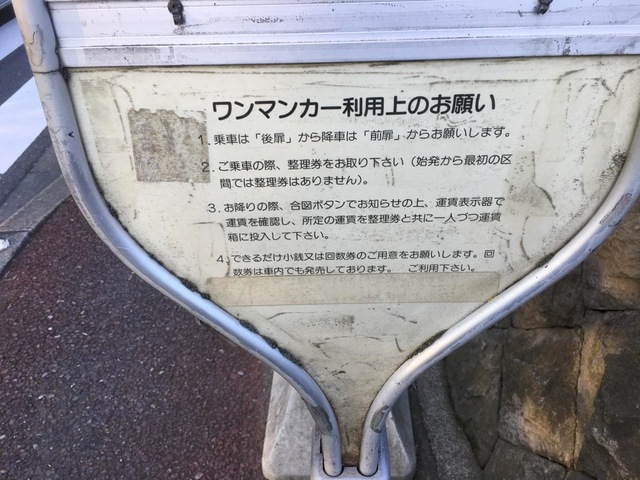 ワンマンカー利用上のお願い
1. 乗車は「後扉」から降車は「前扉」からお願いします。
2. ご乗車の際、整理券をお取り下さい(始発から最初の区
間では整理券はありません)。
3. お降りの際、合図ボタンでお知らせの上、運賃表示器で
運賃を確認し、所定の運賃を整理券と共に一人づつ運賃
箱に投入して下さい。
4. できるだけ小銭又は回数券のご用意をお願いします。回
数券は車内でも発売しております。 ご利用下さい。